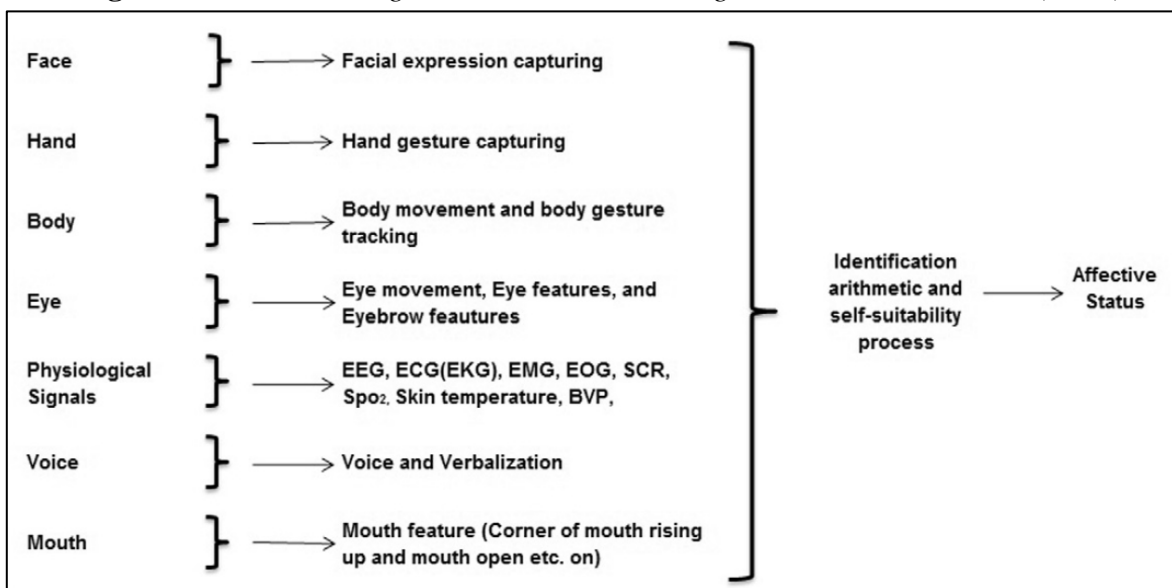 Face
Facial expression capturing
Hand
Hand gesture capturing
Body
Body movement and body gesture
tracking
Eye
Eye movement, Eye features, and
Eyebrow feautures
Physiological
Signals
EEG, ECG(EKG), EMG, EOG, SCR,
Spo₂, Skin temperature, BVP,
Voice
Voice and Verbalization
Mouth
Mouth feature (Corner of mouth rising
up and mouth open etc. on)
Identification
arithmetic and
self-suitability
process
Affective
Status